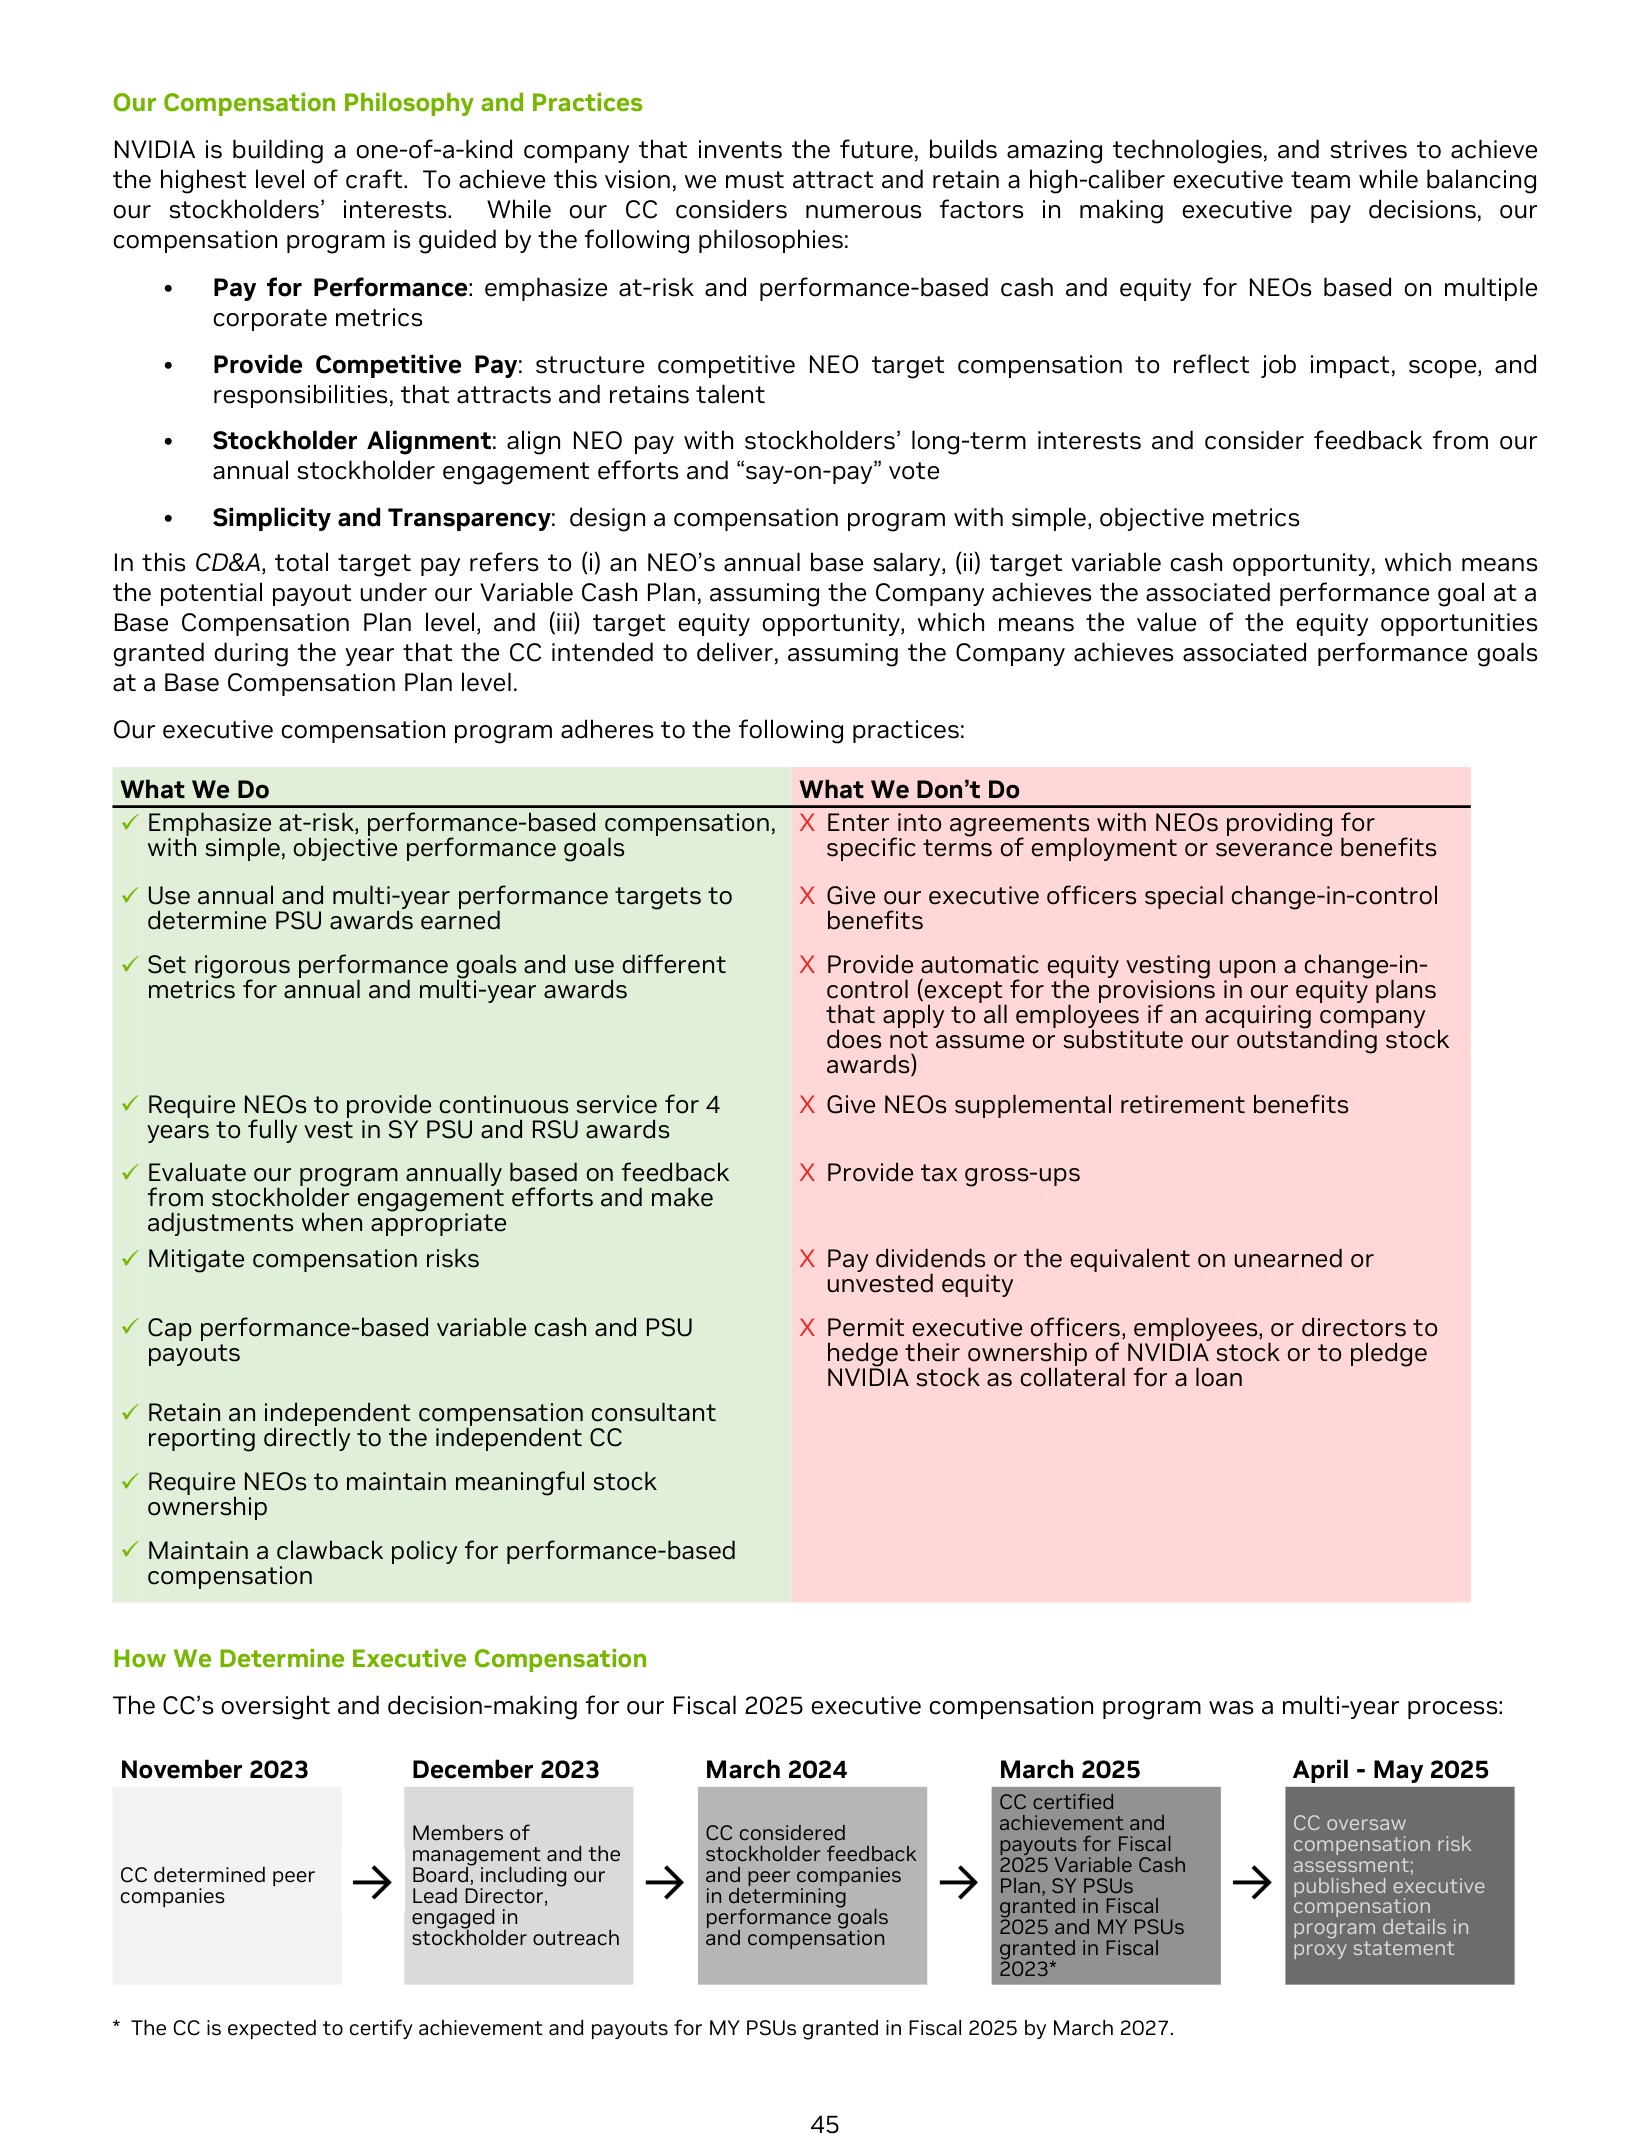 Our Compensation Philosophy and Practices
NVIDIA is building a one-of-a-kind company that invents the future, builds amazing technologies, and strives to achieve
the highest level of craft.  To achieve this vision, we must attract and retain a high-caliber executive team while balancing
our stockholders’ interests.  While our CC considers numerous factors in making executive pay decisions, our
compensation program is guided by the following philosophies:
• Pay for Performance: emphasize at-risk and performance-based cash and equity for NEOs based on multiple
corporate metrics
• Provide Competitive Pay: structure competitive NEO target compensation to reflect job impact, scope, and
responsibilities, that attracts and retains talent
• Stockholder Alignment: align NEO pay with stockholders’ long-term interests and consider feedback from our
annual stockholder engagement efforts and “say-on-pay” vote
• Simplicity and Transparency:  design a compensation program with simple, objective metrics
In this CD&A, total target pay refers to (i) an NEO’s annual base salary, (ii) target variable cash opportunity, which means
the potential payout under our Variable Cash Plan, assuming the Company achieves the associated performance goal at a
Base Compensation Plan level, and (iii) target equity opportunity, which means the value of the equity opportunities
granted during the year that the CC intended to deliver, assuming the Company achieves associated performance goals
at a Base Compensation Plan level.
Our executive compensation program adheres to the following practices:
What We Do
✓ Emphasize at-risk, performance-based compensation,
with simple, objective performance goals
✓ Use annual and multi-year performance targets to
determine PSU awards earned
✓ Set rigorous performance goals and use different
metrics for annual and multi-year awards
✓ Require NEOs to provide continuous service for 4
years to fully vest in SY PSU and RSU awards
✓ Evaluate our program annually based on feedback
from stockholder engagement efforts and make
adjustments when appropriate
✓ Mitigate compensation risks
✓ Cap performance-based variable cash and PSU
payouts
✓ Retain an independent compensation consultant
reporting directly to the independent CC
✓ Require NEOs to maintain meaningful stock
ownership
✓ Maintain a clawback policy for performance-based
compensation
What We Don’t Do
X Enter into agreements with NEOs providing for
specific terms of employment or severance benefits
X Give our executive officers special change-in-control
benefits
X Provide automatic equity vesting upon a change-in-
control (except for the provisions in our equity plans
that apply to all employees if an acquiring company
does not assume or substitute our outstanding stock
awards)
X Give NEOs supplemental retirement benefits
X Provide tax gross-ups
X Pay dividends or the equivalent on unearned or
unvested equity
X Permit executive officers, employees, or directors to
hedge their ownership of NVIDIA stock or to pledge
NVIDIA stock as collateral for a loan
How We Determine Executive Compensation
The CC’s oversight and decision-making for our Fiscal 2025 executive compensation program was a multi-year process:
November 2023
CC determined peer
companies
December 2023
Members of
management and the
Board, including our
Lead Director,
engaged in
stockholder outreach
March 2024
CC considered
stockholder feedback
and peer companies
in determining
performance goals
and compensation
March 2025
CC certified
achievement and
payouts for Fiscal
2025 Variable Cash
Plan, SY PSUs
granted in Fiscal
2025 and MY PSUs
granted in Fiscal
2023*
April - May 2025
CC oversaw
compensation risk
assessment;
published executive
compensation
program details in
proxy statement
* The CC is expected to certify achievement and payouts for MY PSUs granted in Fiscal 2025 by March 2027.
45